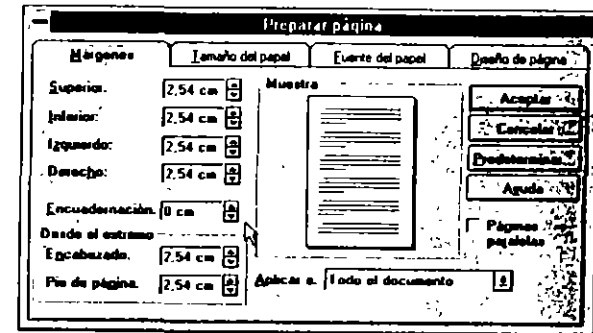 Preparar página
Márgenes Tamaño del papel Fuente del papel Diseño de página
Superior: 2,54 cm
Inferior: 2,54 cm
Izquierdo: 2,54 cm
Derecho: 2,54 cm
Encuadernación: 0 cm
Desde el extremo
Encabezado: 2,54 cm
Pie de página: 2,54 cm
Muestra
Aplicar a: Todo el documento
Aceptar
Cancelar
Predeterminar...
Ayuda
Páginas
paralelas